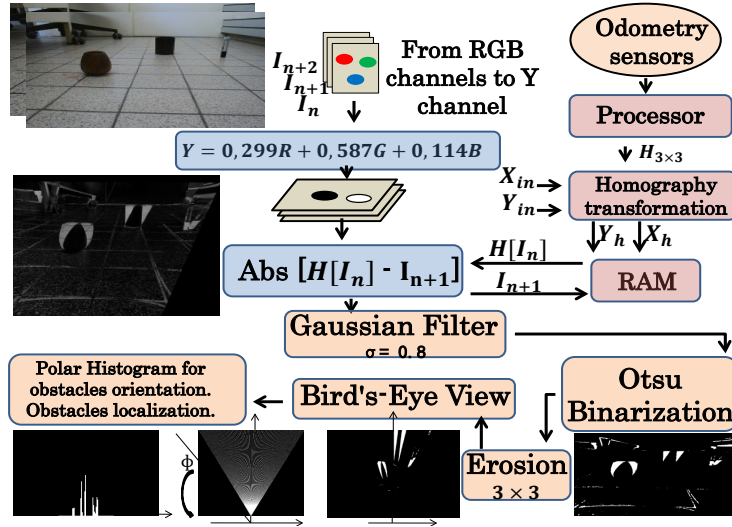 I_{n+2}
I_{n+1}
I_n
From RGB
channels to Y
channel
Odometry
sensors
Processor
H_{3×3}
Y = 0,299R + 0,587G + 0,114B
X_{in}
Y_{in}
Homography
transformation
Y_h X_h
H[I_n]
Abs [H[I_n] - I_{n+1}]
I_{n+1}
RAM
Gaussian Filter
σ= 0.8
Polar Histogram for
obstacles orientation.
Obstacles localization.
Bird's-Eye View
Otsu
Binarization
ϕ
Erosion
3 × 3